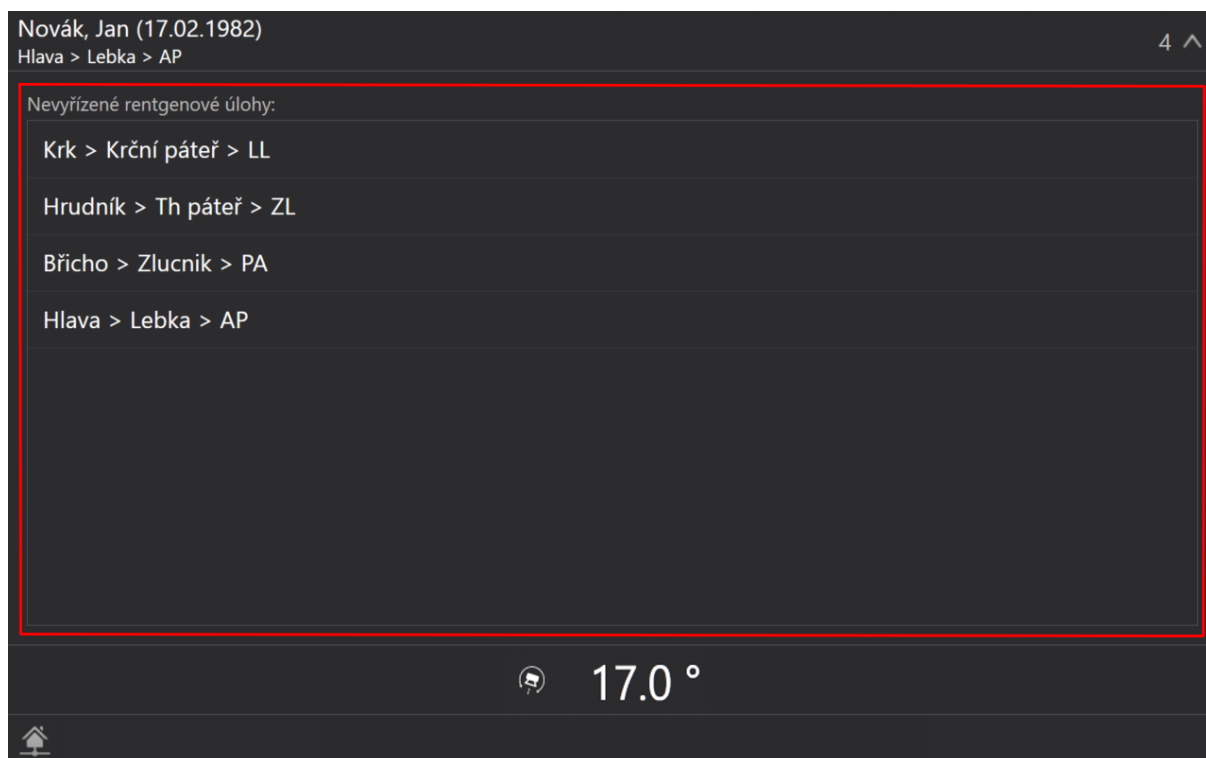 Novák, Jan (17.02.1982)
Hlava > Lebka > AP
4
Nevyřízené rentgenové úlohy:
Krk > Krční páteř > LL
Hrudník > Th páteř > ZL
Břicho > Zlucnik > PA
Hlava > Lebka > AP
17.0 °